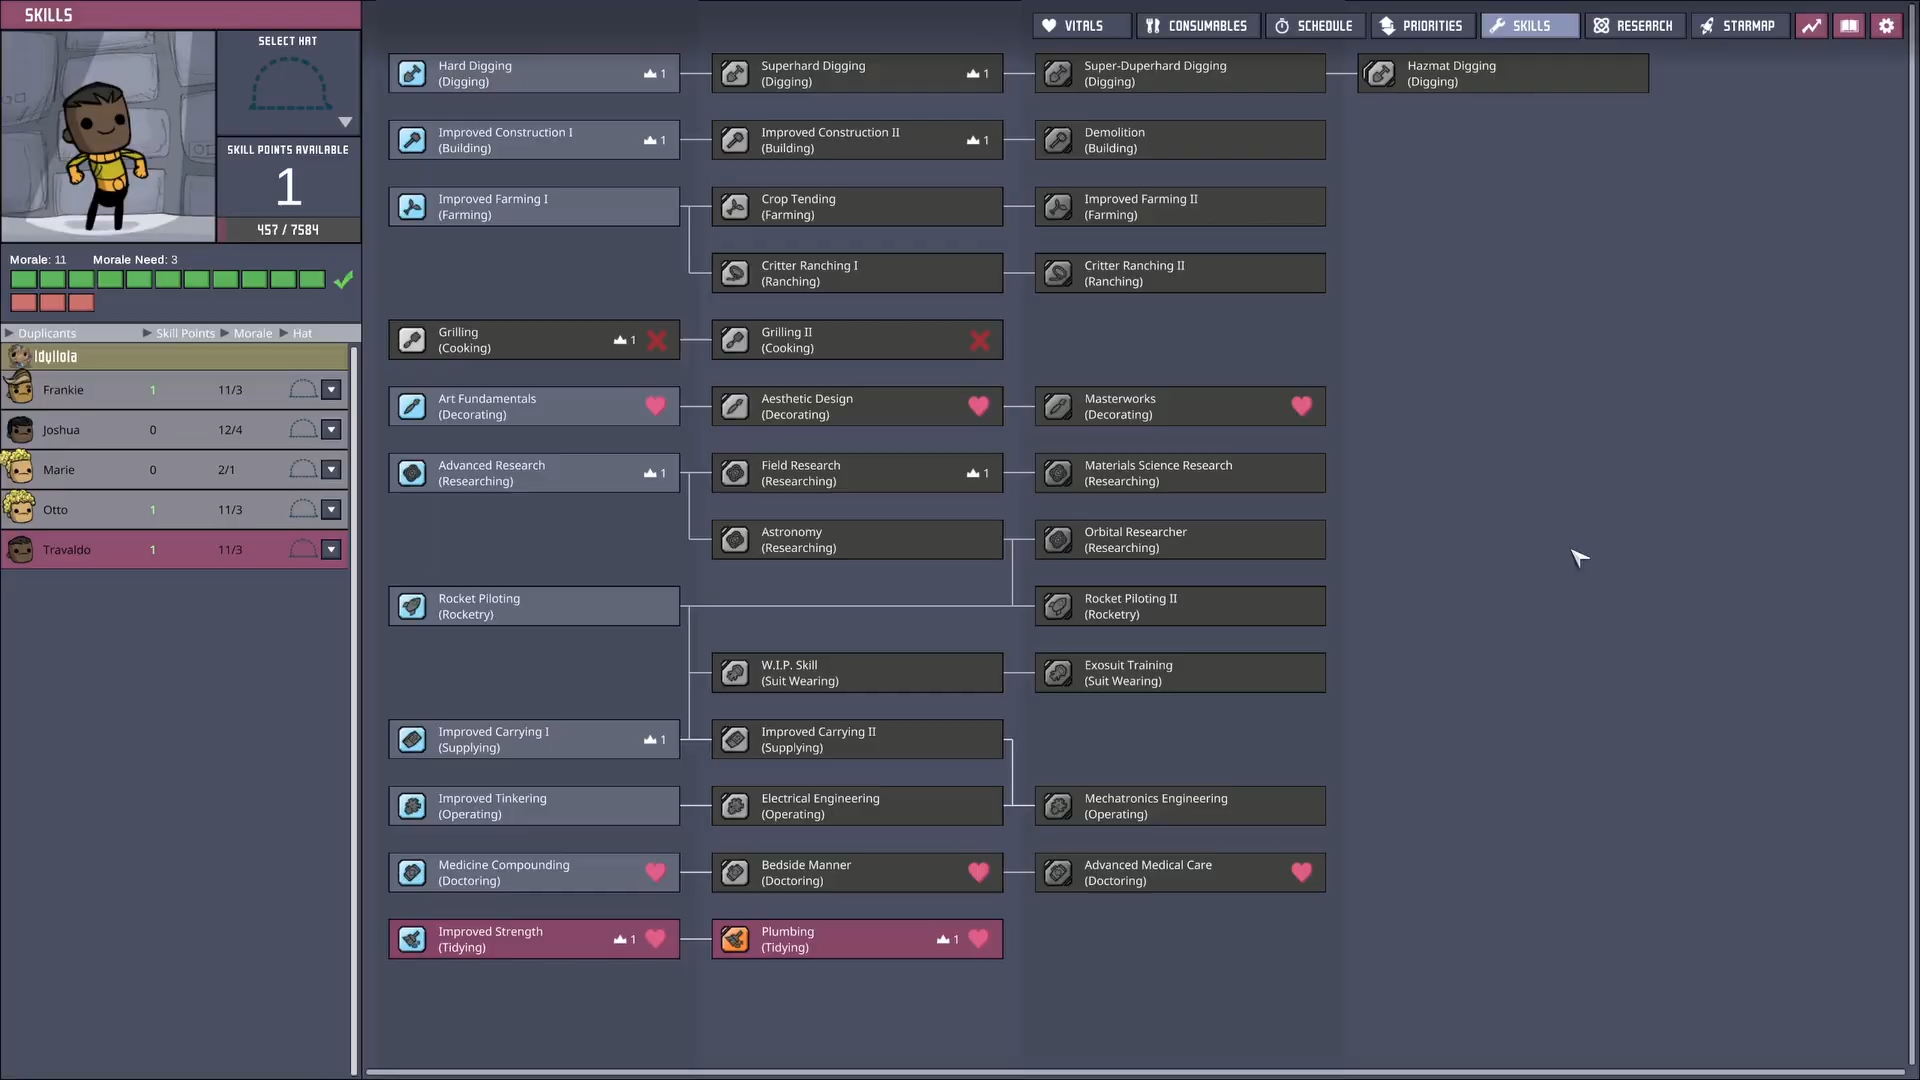 SKILLS
VITALS
CONSUMABLES
SCHEDULE
PRIORITIES
SKILLS
RESEARCH
STARMAP
SELECT HAT
SKILL POINTS AVAILABLE
1
457 / 7584
Morale: 11 Morale Need: 3
Duplicants Skill Points Morale Hat
Idyllola
Frankie 1 11/3
Joshua 0 12/4
Marie 0 2/1
Otto 1 11/3
Travaldo 1 11/3
Hard Digging
(Digging)
1
Superhard Digging
(Digging)
1
Super-Duperhard Digging
(Digging)
Hazmat Digging
(Digging)
Improved Construction I
(Building)
1
Improved Construction II
(Building)
1
Demolition
(Building)
Improved Farming I
(Farming)
Crop Tending
(Farming)
Improved Farming II
(Farming)
Critter Ranching I
(Ranching)
Critter Ranching II
(Ranching)
Grilling
(Cooking)
1
Grilling II
(Cooking)
Art Fundamentals
(Decorating)
Aesthetic Design
(Decorating)
Masterworks
(Decorating)
Advanced Research
(Researching)
1
Field Research
(Researching)
1
Materials Science Research
(Researching)
Astronomy
(Researching)
Orbital Researcher
(Researching)
Rocket Piloting
(Rocketry)
Rocket Piloting II
(Rocketry)
W.I.P. Skill
(Suit Wearing)
Exosuit Training
(Suit Wearing)
Improved Carrying I
(Supplying)
1
Improved Carrying II
(Supplying)
Improved Tinkering
(Operating)
Electrical Engineering
(Operating)
Mechatronics Engineering
(Operating)
Medicine Compounding
(Doctoring)
Bedside Manner
(Doctoring)
Advanced Medical Care
(Doctoring)
Improved Strength
(Tidying)
1
Plumbing
(Tidying)
1